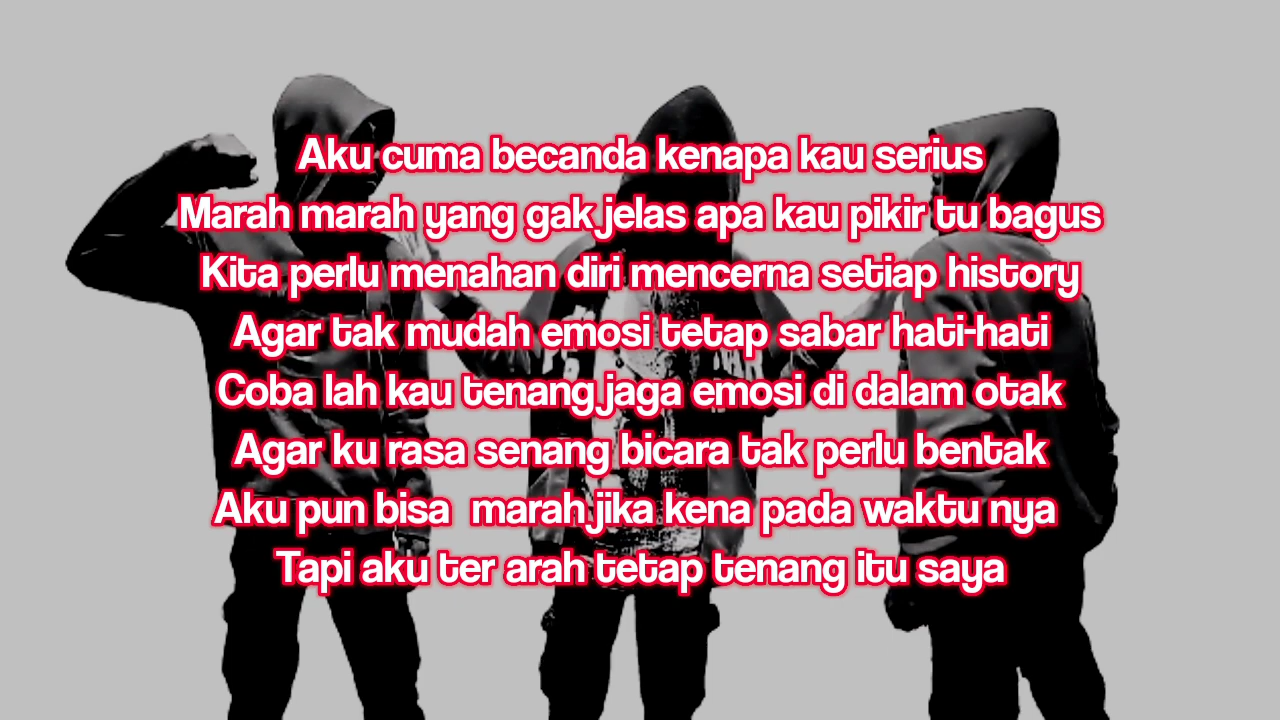 Aku cuma becanda kenapa kau serius
Marah marah yang gak jelas apa kau pikir tu bagus
Kita perlu menahan diri mencerna setiap history
Agar tak mudah emosi tetap sabar hati-hati
Coba lah kau tenang jaga emosi di dalam otak
Agar ku rasa senang bicara tak perlu bentak
Aku pun bisa  marah jika kena pada waktu nya
Tapi aku ter arah tetap tenang itu saya